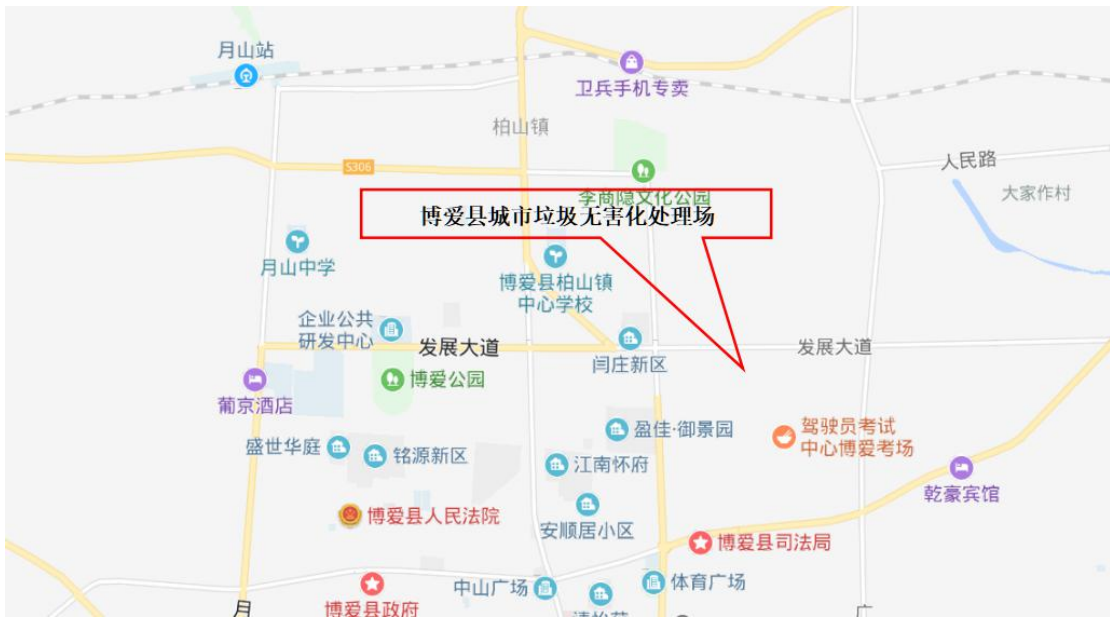 月山站
卫兵手机专卖
柏山镇
S306
人民路
大家作村
李商隐文化公园
博爱县城市垃圾无害化处理场
月山中学
博爱县柏山镇
中心学校
企业公共
研发中心
发展大道
闫庄新区
发展大道
博爱公园
葡京酒店
盛世华庭
铭源新区
盈佳·御景园
驾驶员考试
中心博爱考场
江南怀府
乾豪宾馆
博爱县人民法院
安顺居小区
博爱县司法局
中山广场
体育广场
博爱县政府
月